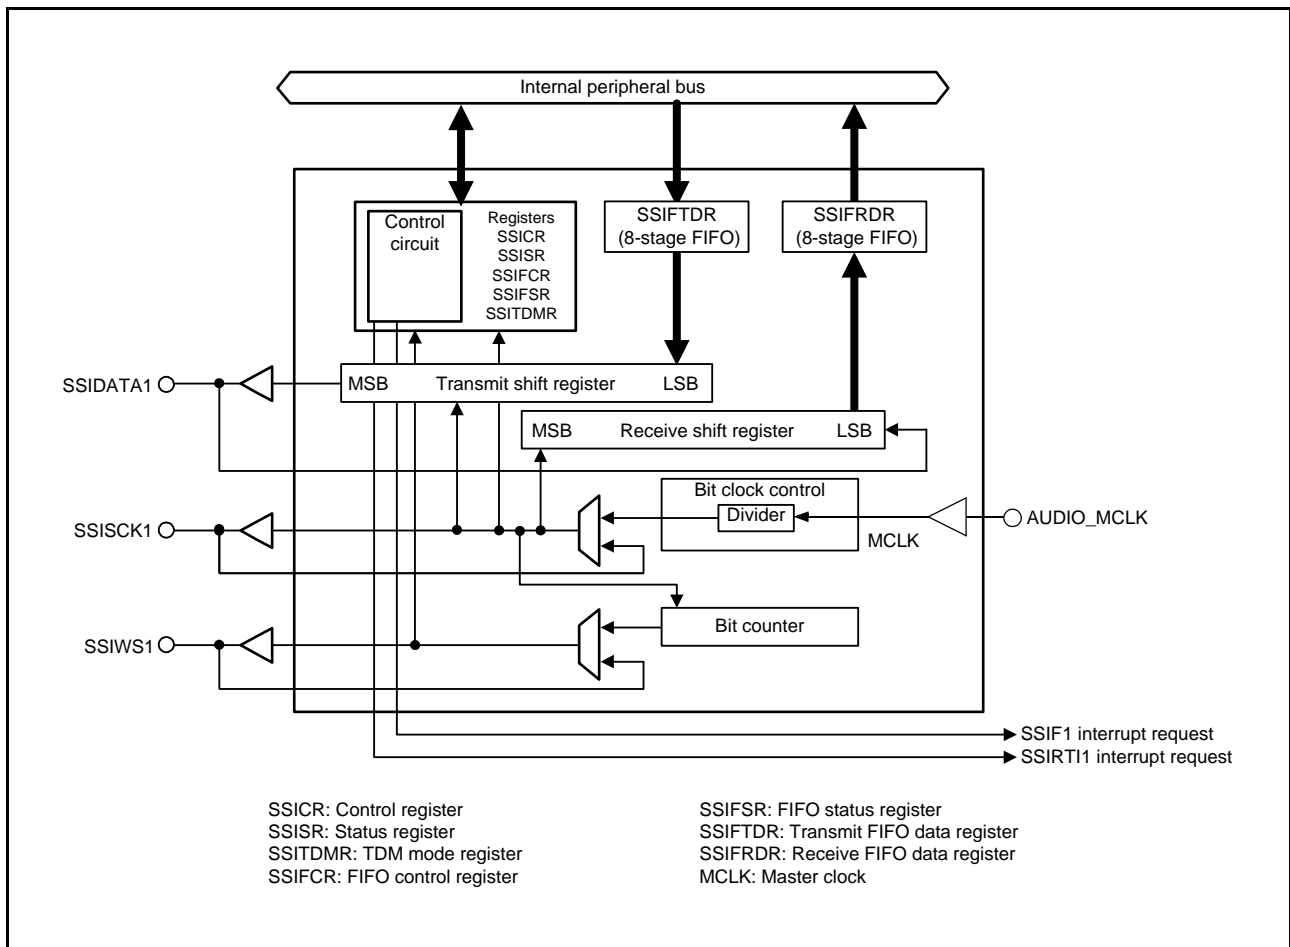 Internal peripheral bus
Control
circuit
Registers
SSICR
SSISR
SSIFCR
SSIFSR
SSITDMR
SSIFTDR
(8-stage FIFO)
SSIFRDR
(8-stage FIFO)
SSIDATA1
MSB Transmit shift register LSB
MSB Receive shift register LSB
SSISCK1
Bit clock control
Divider
MCLK
AUDIO_MCLK
SSIWS1
Bit counter
SSIF1 interrupt request
SSIRTI1 interrupt request
SSICR: Control register
SSISR: Status register
SSITDMR: TDM mode register
SSIFCR: FIFO control register
SSIFSR: FIFO status register
SSIFTDR: Transmit FIFO data register
SSIFRDR: Receive FIFO data register
MCLK: Master clock